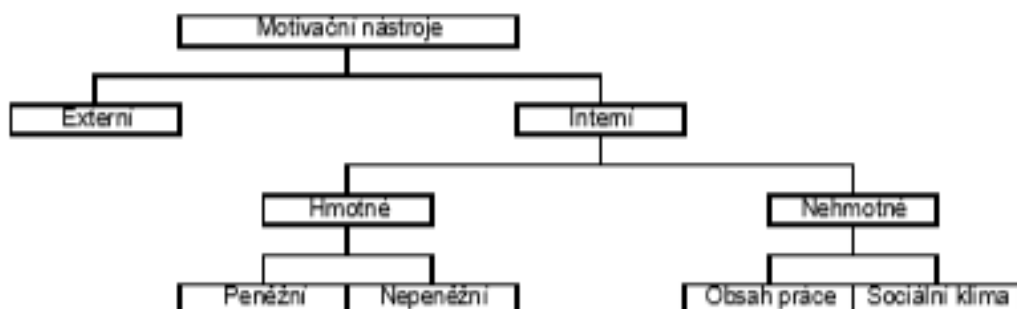 Motivační nástroje
Externí
Interní
Hmotné
Nehmotné
Peněžní
Nepeněžní
Obsah práce
Sociální klima